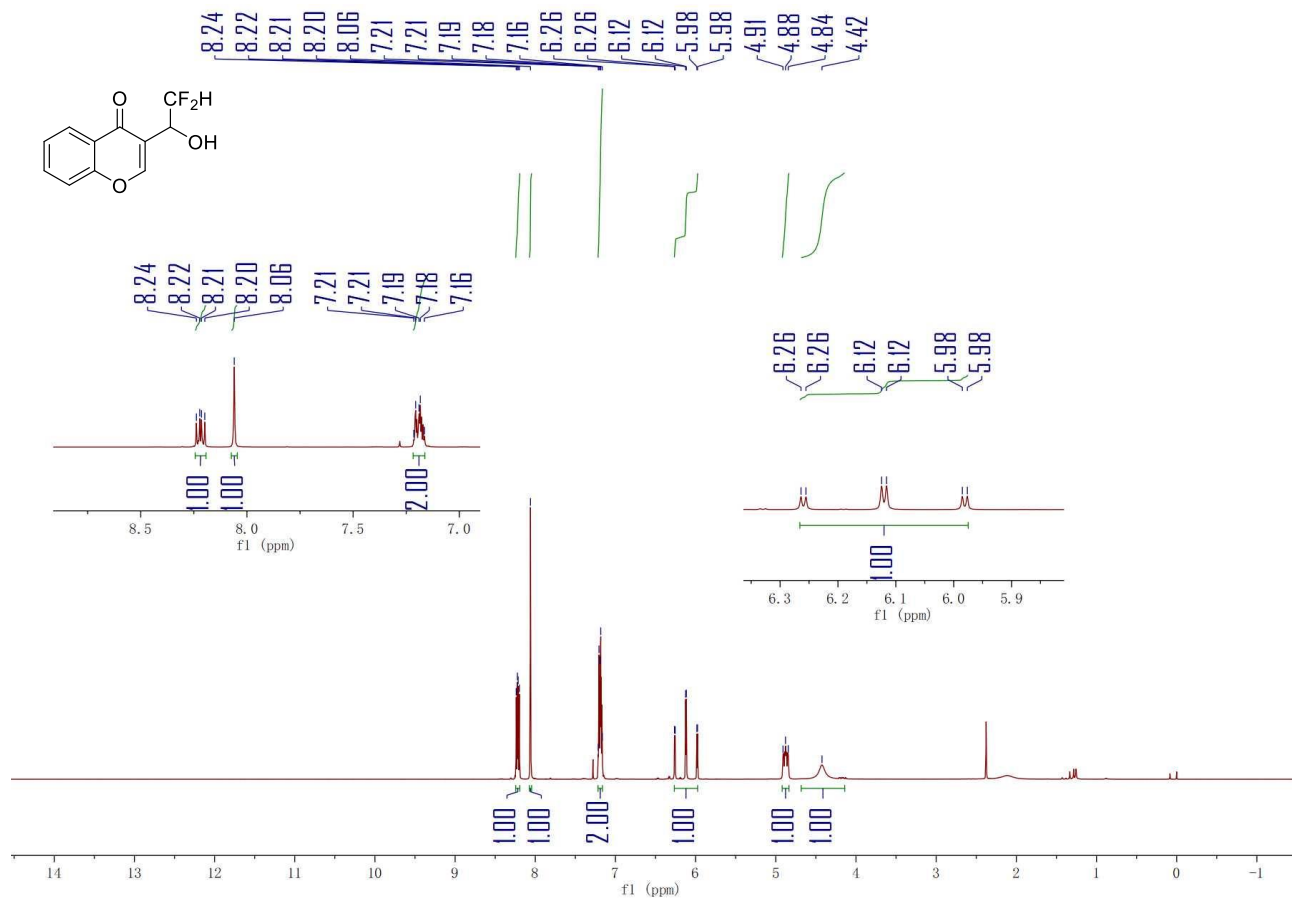 8.24 8.22 8.21 8.20 8.06 7.21 7.21 7.19 7.18 7.16 6.26 6.26 6.12 6.12 5.98 5.98 4.91 4.88 4.84 4.42
O CF₂H
OH
O
8.24 8.22 8.21 8.20 8.06 7.21 7.21 7.19 7.18 7.16
1.00 1.00 2.00
8.5 8.0 7.5 7.0
f1 (ppm)
6.26 6.26 6.12 6.12 5.98 5.98
1.00
6.3 6.2 6.1 6.0 5.9
f1 (ppm)
1.00 1.00 2.00 1.00 1.00 1.00
14 13 12 11 10 9 8 7 6 5 4 3 2 1 0 -1
f1 (ppm)